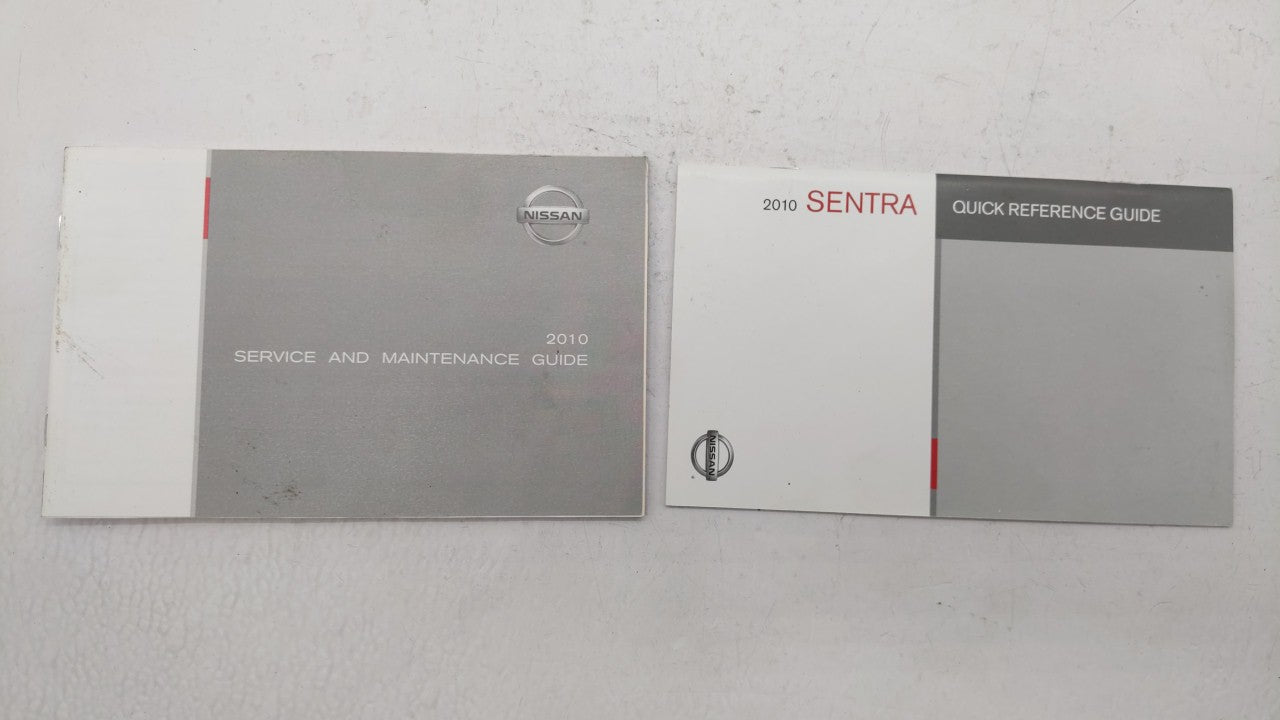 NISSAN
2010
SERVICE AND MAINTENANCE GUIDE
2010 SENTRA
QUICK REFERENCE GUIDE
NISSAN